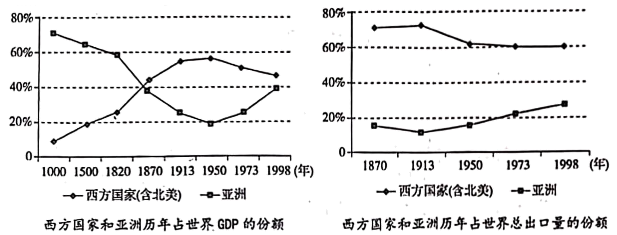 80%
60%
40%
20%
0
1000 1500 1820 1870 1913 1950 1973 1998 (年)
西方国家(含北美) 亚洲
西方国家和亚洲历年占世界GDP的份额
80%
60%
40%
20%
0
1870 1913 1950 1973 1998 (年)
西方国家(含北美) 亚洲
西方国家和亚洲历年占世界总出口量的份额